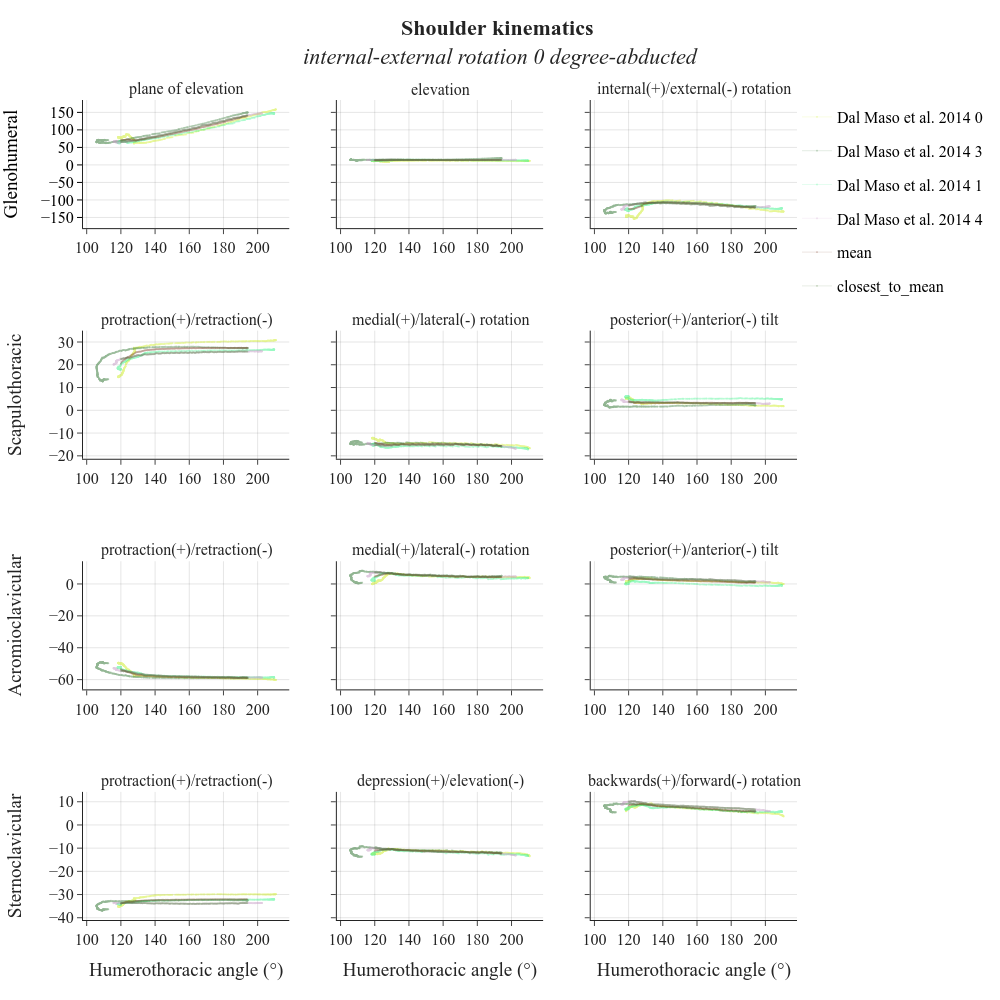 Shoulder kinematics
internal-external rotation 0 degree-abducted
plane of elevation
elevation
internal(+)/external(-) rotation
Glenohumeral
150
100
50
0
−50
−100
−150
100 120 140 160 180 200
100 120 140 160 180 200
100 120 140 160 180 200
Dal Maso et al. 2014 0
Dal Maso et al. 2014 3
Dal Maso et al. 2014 1
Dal Maso et al. 2014 4
mean
closest_to_mean
protraction(+)/retraction(-)
medial(+)/lateral(-) rotation
posterior(+)/anterior(-) tilt
Scapulothoracic
30
20
10
0
−10
−20
100 120 140 160 180 200
100 120 140 160 180 200
100 120 140 160 180 200
protraction(+)/retraction(-)
medial(+)/lateral(-) rotation
posterior(+)/anterior(-) tilt
Acromioclavicular
0
−20
−40
−60
100 120 140 160 180 200
100 120 140 160 180 200
100 120 140 160 180 200
protraction(+)/retraction(-)
depression(+)/elevation(-)
backwards(+)/forward(-) rotation
Sternoclavicular
10
0
−10
−20
−30
−40
100 120 140 160 180 200
100 120 140 160 180 200
100 120 140 160 180 200
Humerothoracic angle (°)
Humerothoracic angle (°)
Humerothoracic angle (°)